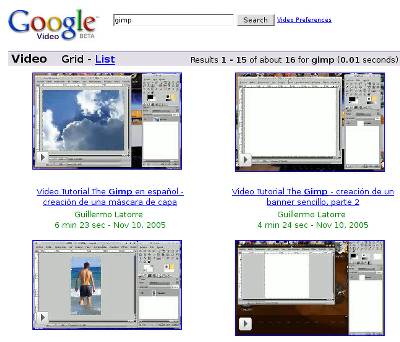 Google
Video BETA
gimp Search Video Preferences
Video Grid - List Results 1 - 15 of about 16 for gimp (0.01 seconds)
Video Tutorial The Gimp en español -
creación de una máscara de capa
Guillermo Latorre
6 min 23 sec - Nov 10, 2005
Video Tutorial The Gimp - creación de un
banner sencillo, parte 2
Guillermo Latorre
4 min 24 sec - Nov 10, 2005